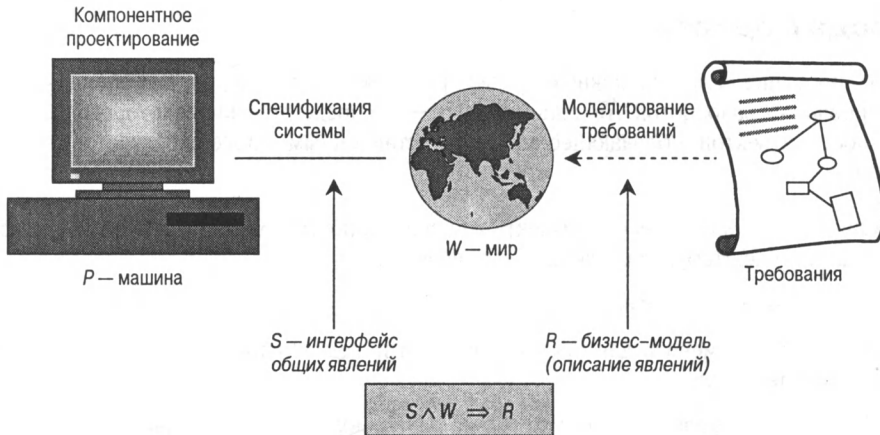 Компонентное
проектирование
Спецификация
системы
Моделирование
требований
P — машина
W — мир
Требования
S — интерфейс
общих явлений
R — бизнес–модель
(описание явлений)
S ∧ W ⇒ R